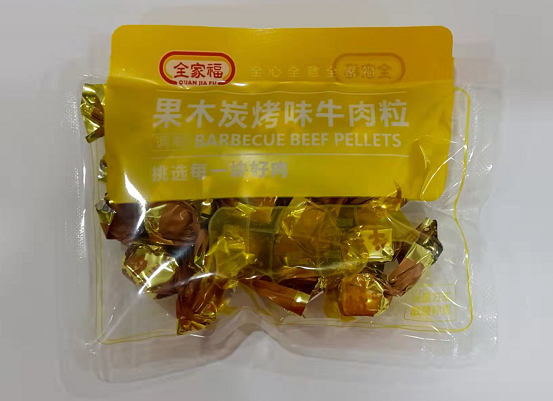 全家福
QUAN JIA FU
全心全意全家福
果木炭烤味牛肉粒
BARBECUE BEEF PELLETS
挑选每一块好肉